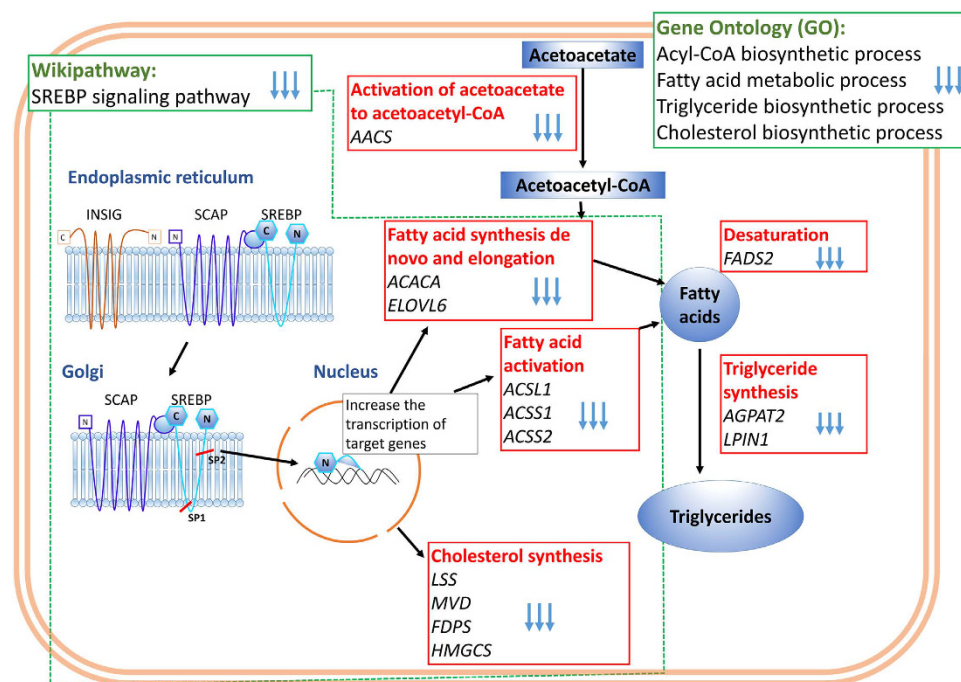 Gene Ontology (GO):
Acyl-CoA biosynthetic process
Fatty acid metabolic process
Triglyceride biosynthetic process
Cholesterol biosynthetic process
Wikipathway:
SREBP signaling pathway
Acetoacetate
Activation of acetoacetate
to acetoacetyl-CoA
AACS
Acetoacetyl-CoA
Endoplasmic reticulum
INSIG
SCAP
SREBP
C
N
N
C
N
Fatty acid synthesis de
novo and elongation
ACACA
ELOVL6
Desaturation
FADS2
Fatty
acids
Fatty acid
activation
ACSL1
ACSS1
ACSS2
Triglyceride
synthesis
AGPAT2
LPIN1
Golgi
SCAP
SREBP
N
C
N
SP2
SP1
Nucleus
Increase the
transcription of
target genes
N
Triglycerides
Cholesterol synthesis
LSS
MVD
FDPS
HMGCS